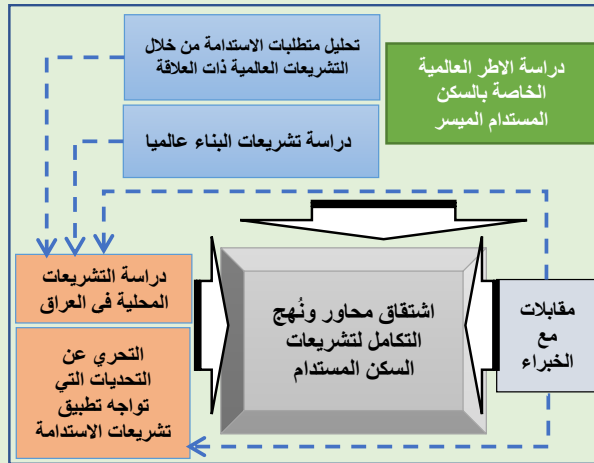 دراسة الاطر العالمية
الخاصة بالسكن
المستدام الميسر
تحليل متطلبات الاستدامة من خلال
التشريعات العالمية ذات العلاقة
دراسة تشريعات البناء عالميا
مقابلات
مع
الخبراء
اشتقاق محاور ونُهج
التكامل لتشريعات
السكن المستدام
دراسة التشريعات
المحلية في العراق
التحري عن
التحديات التي
تواجه تطبيق
تشريعات الاستدامة